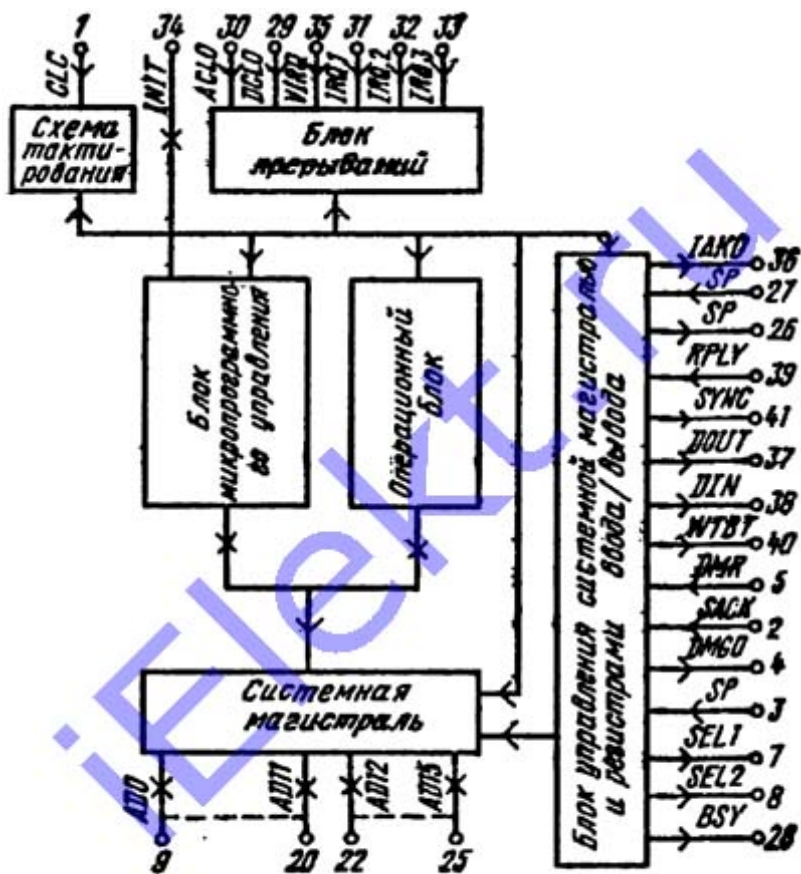 1 34 30 29 35 31 32 33
CLC INIT ACLO DCLO VIRQ IRQ1 IRQ2 IRQ3
Схема
такти-
рования
Блок
прерываний
Блок
микропрограммно-
го управления
Операционный
блок
Блок управления системной магистралью
и регистрами ввода/вывода
IAKO 36
SP 27
SP 26
RPLY 39
SYNC 41
DOUT 37
DIN 38
WTBT 40
DMR 5
SACK 2
DMGO 4
SP 3
SEL1 7
SEL2 8
BSY 28
Системная
магистраль
AD0 AD11 AD12 AD15
9 20 22 25
iElekt.ru